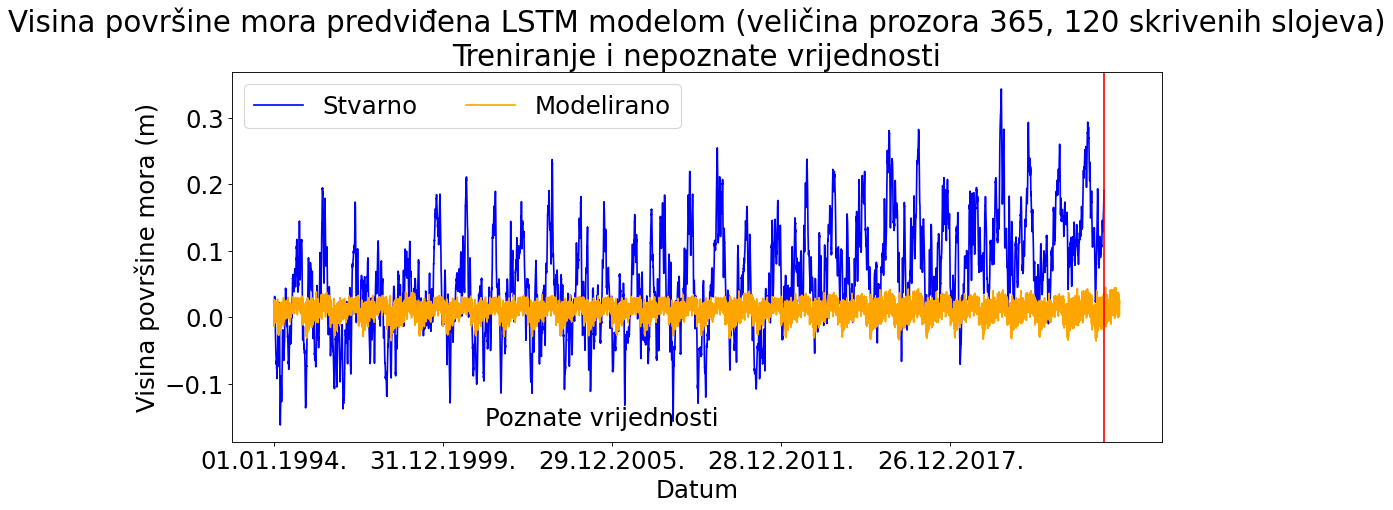 Visina površine mora predviđena LSTM modelom (veličina prozora 365, 120 skrivenih slojeva)
Treniranje i nepoznate vrijednosti
Stvarno Modelirano
Visina površine mora (m)
0.3
0.2
0.1
0.0
−0.1
Poznate vrijednosti
01.01.1994. 31.12.1999. 29.12.2005. 28.12.2011. 26.12.2017.
Datum